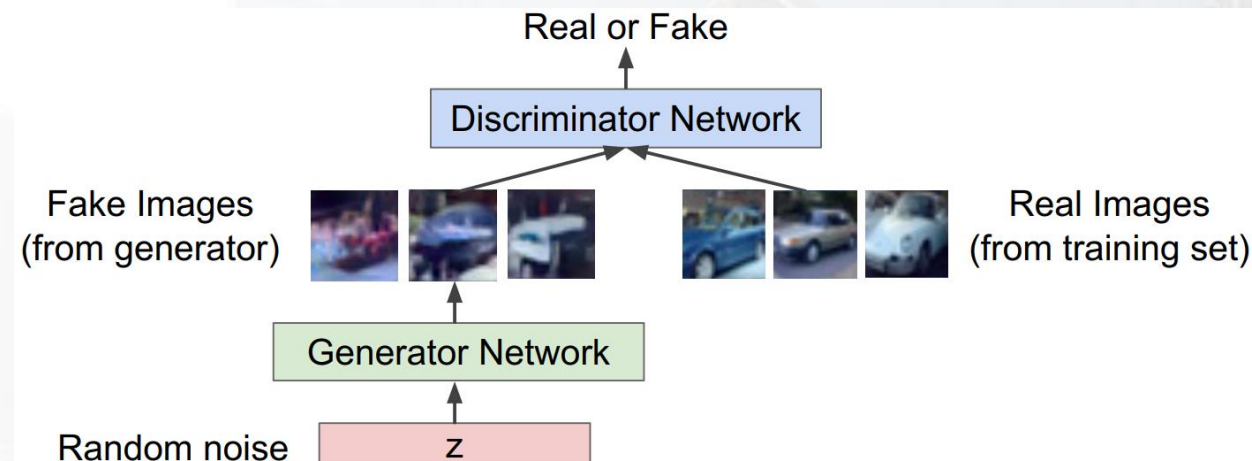 Real or Fake
Discriminator Network
Fake Images
(from generator)
Real Images
(from training set)
Generator Network
Random noise
z